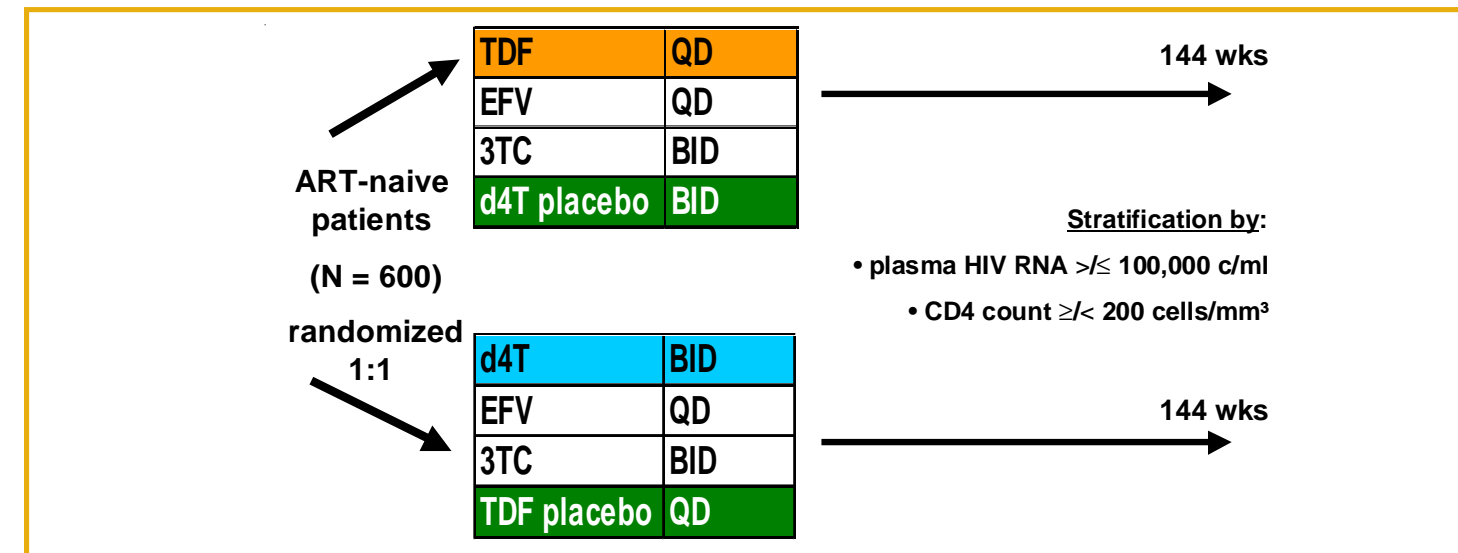 TDF QD
EFV QD
3TC BID
d4T placebo BID
144 wks
ART-naive
patients
(N = 600)
randomized
1:1
Stratification by:
• plasma HIV RNA >/≤ 100,000 c/ml
• CD4 count ≥/< 200 cells/mm³
d4T BID
EFV QD
3TC BID
TDF placebo QD
144 wks